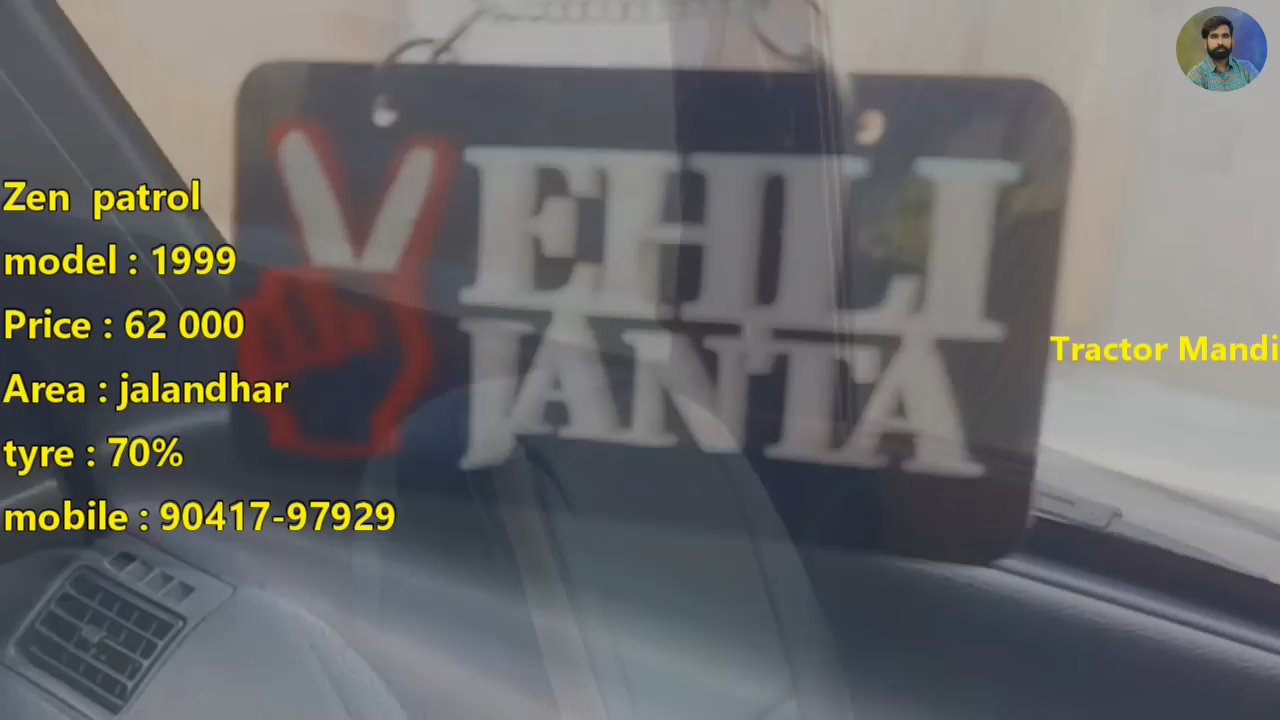 Zen patrol
model : 1999
Price : 62 000
Area : jalandhar
tyre : 70%
mobile : 90417-97929
VEHLI
JANTA
Tractor Mandi